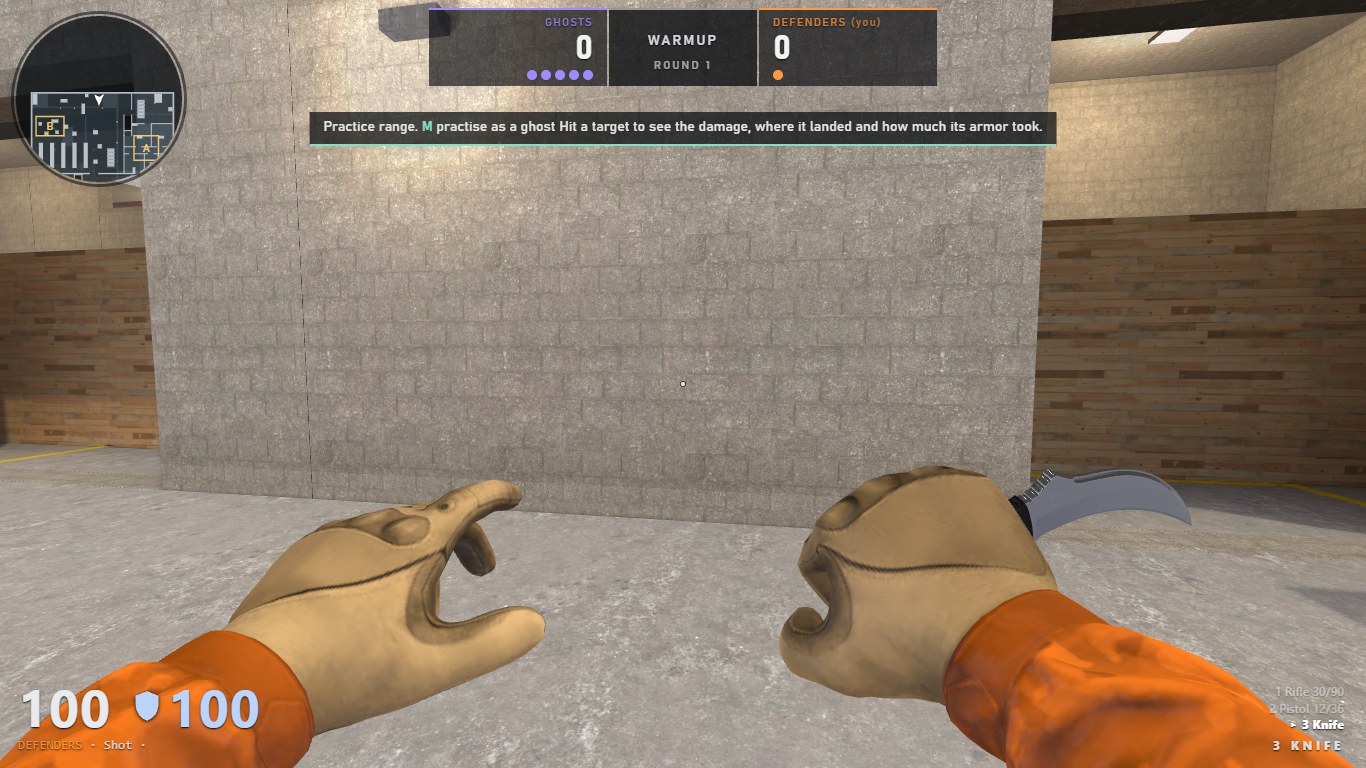 GHOSTS
0
WARMUP
ROUND 1
DEFENDERS (you)
0
Practice range. M practise as a ghost Hit a target to see the damage, where it landed and how much its armor took.
B
A
100 100
DEFENDERS · Shot ·
1 Rifle 30/90
2 Pistol 12/36
▸ 3 Knife
3 KNIFE